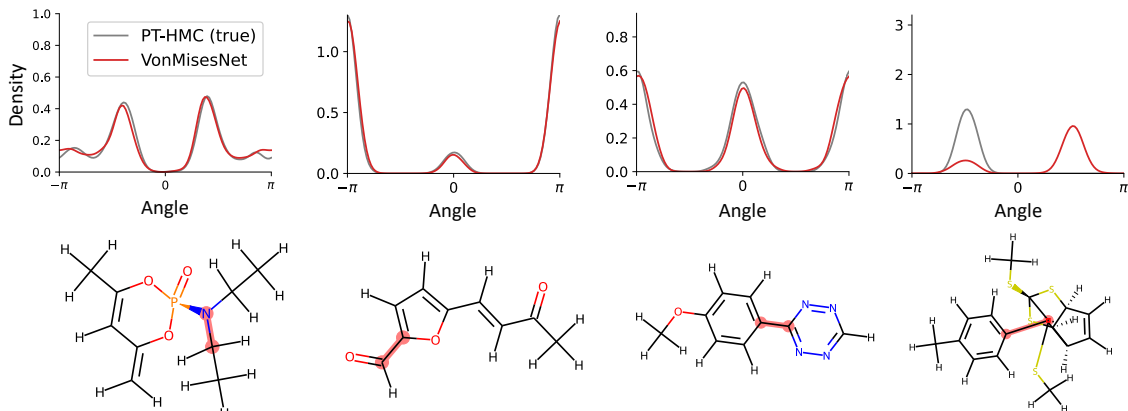 1.0
0.8
0.6
0.4
0.2
0.0
Density
PT-HMC (true)
VonMisesNet
−π 0 π
Angle
1.0
0.5
0.0
−π 0 π
Angle
0.8
0.6
0.4
0.2
0.0
−π 0 π
Angle
3
2
1
0
−π 0 π
Angle
H H H H H
H O O H H
P
H O N H
H H H
H H H H
H H H O
H
O O H H
H H H
H H N N
O
H H N N H
H H H
H H H
S H H
H H S H
H H
H H S H
H H H
H H